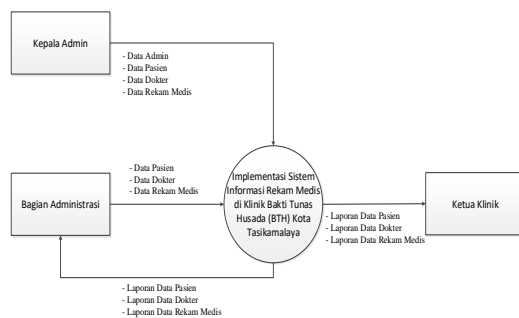 Kepala Admin
- Data Admin
- Data Pasien
- Data Dokter
- Data Rekam Medis
- Data Pasien
- Data Dokter
- Data Rekam Medis
Bagian Administrasi
Implementasi Sistem
Informasi Rekam Medis
di Klinik Bakti Tunas
Husada (BTH) Kota
Tasikamalaya
Ketua Klinik
- Laporan Data Pasien
- Laporan Data Dokter
- Laporan Data Rekam Medis
- Laporan Data Pasien
- Laporan Data Dokter
- Laporan Data Rekam Medis